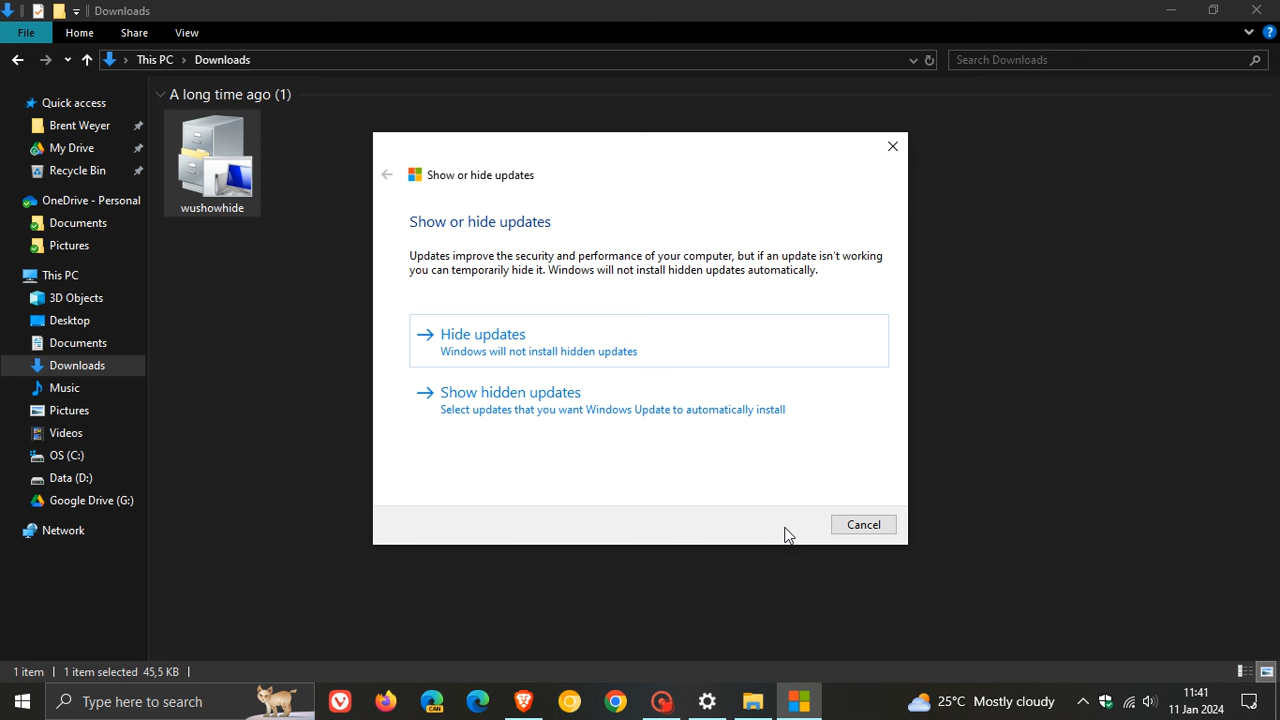 Downloads
File Home Share View
This PC Downloads
Search Downloads
Quick access
Brent Weyer
My Drive
Recycle Bin
OneDrive - Personal
Documents
Pictures
This PC
3D Objects
Desktop
Documents
Downloads
Music
Pictures
Videos
OS (C:)
Data (D:)
Google Drive (G:)
Network
A long time ago (1)
wushowhide
Show or hide updates
Show or hide updates
Updates improve the security and performance of your computer, but if an update isn't working
you can temporarily hide it. Windows will not install hidden updates automatically.
Hide updates
Windows will not install hidden updates
Show hidden updates
Select updates that you want Windows Update to automatically install
Cancel
1 item 1 item selected 45,5 KB
Type here to search
CAN
25°C Mostly cloudy
11:41
11 Jan 2024